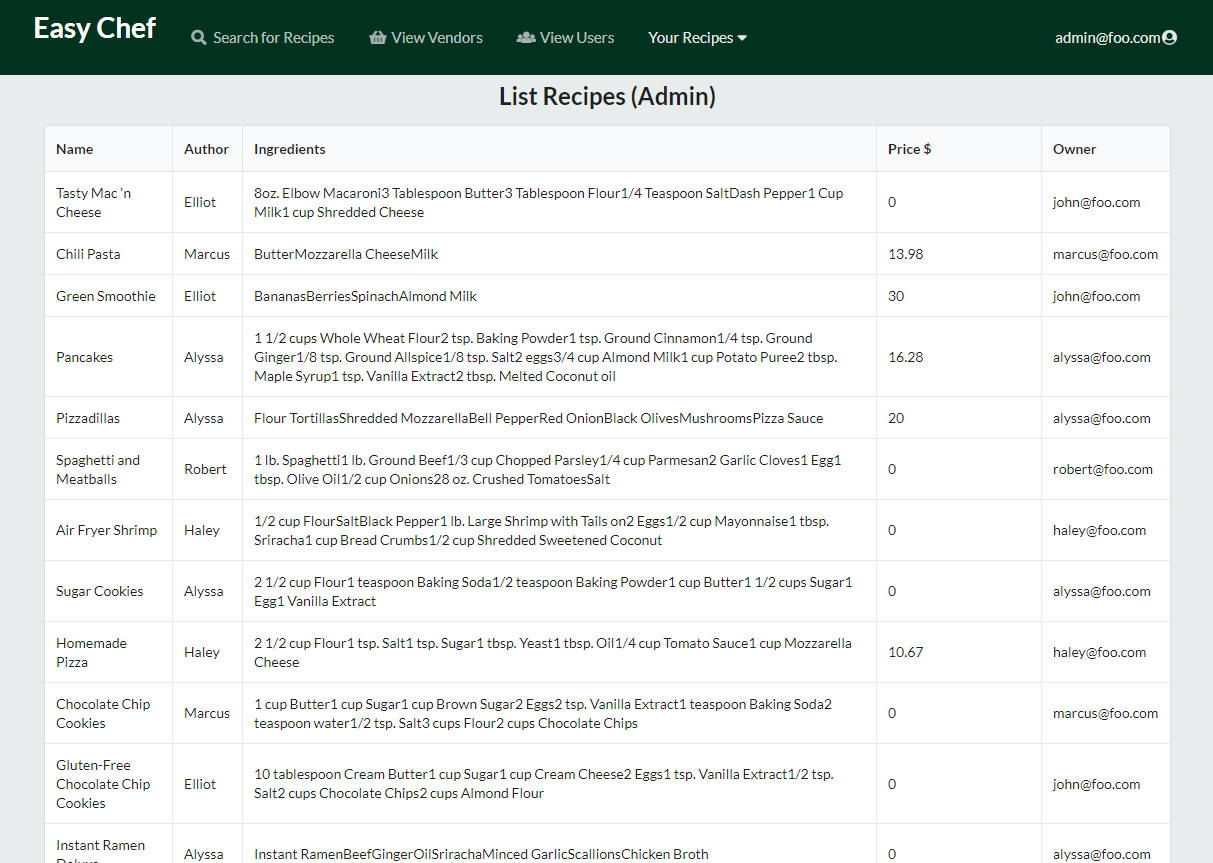 Easy Chef
Search for Recipes
View Vendors
View Users
Your Recipes
admin@foo.com
List Recipes (Admin)
Name Author Ingredients Price $ Owner
Tasty Mac 'n
Cheese
Elliot
8oz. Elbow Macaroni3 Tablespoon Butter3 Tablespoon Flour1/4 Teaspoon SaltDash Pepper1 Cup
Milk1 cup Shredded Cheese
0
john@foo.com
Chili Pasta Marcus ButterMozzarella CheeseMilk 13.98 marcus@foo.com
Green Smoothie Elliot BananasBerriesSpinachAlmond Milk 30 john@foo.com
Pancakes
Alyssa
1 1/2 cups Whole Wheat Flour2 tsp. Baking Powder1 tsp. Ground Cinnamon1/4 tsp. Ground
Ginger1/8 tsp. Ground Allspice1/8 tsp. Salt2 eggs3/4 cup Almond Milk1 cup Potato Puree2 tbsp.
Maple Syrup1 tsp. Vanilla Extract2 tbsp. Melted Coconut oil
16.28
alyssa@foo.com
Pizzadillas Alyssa Flour TortillasShredded MozzarellaBell PepperRed OnionBlack OlivesMushroomsPizza Sauce 20 alyssa@foo.com
Spaghetti and
Meatballs
Robert
1 lb. Spaghetti1 lb. Ground Beef1/3 cup Chopped Parsley1/4 cup Parmesan2 Garlic Cloves1 Egg1
tbsp. Olive Oil1/2 cup Onions28 oz. Crushed TomatoesSalt
0
robert@foo.com
Air Fryer Shrimp
Haley
1/2 cup FlourSaltBlack Pepper1 lb. Large Shrimp with Tails on2 Eggs1/2 cup Mayonnaise1 tbsp.
Sriracha1 cup Bread Crumbs1/2 cup Shredded Sweetened Coconut
0
haley@foo.com
Sugar Cookies
Alyssa
2 1/2 cup Flour1 teaspoon Baking Soda1/2 teaspoon Baking Powder1 cup Butter1 1/2 cups Sugar1
Egg1 Vanilla Extract
0
alyssa@foo.com
Homemade
Pizza
Haley
2 1/2 cup Flour1 tsp. Salt1 tsp. Sugar1 tbsp. Yeast1 tbsp. Oil1/4 cup Tomato Sauce1 cup Mozzarella
Cheese
10.67
haley@foo.com
Chocolate Chip
Cookies
Marcus
1 cup Butter1 cup Sugar1 cup Brown Sugar2 Eggs2 tsp. Vanilla Extract1 teaspoon Baking Soda2
teaspoon water1/2 tsp. Salt3 cups Flour2 cups Chocolate Chips
0
marcus@foo.com
Gluten-Free
Chocolate Chip
Cookies
Elliot
10 tablespoon Cream Butter1 cup Sugar1 cup Cream Cheese2 Eggs1 tsp. Vanilla Extract1/2 tsp.
Salt2 cups Chocolate Chips2 cups Almond Flour
0
john@foo.com
Instant Ramen
Alyssa
Instant RamenBeefGingerOilSrirachaMinced GarlicScallionsChicken Broth
0
alyssa@foo.com